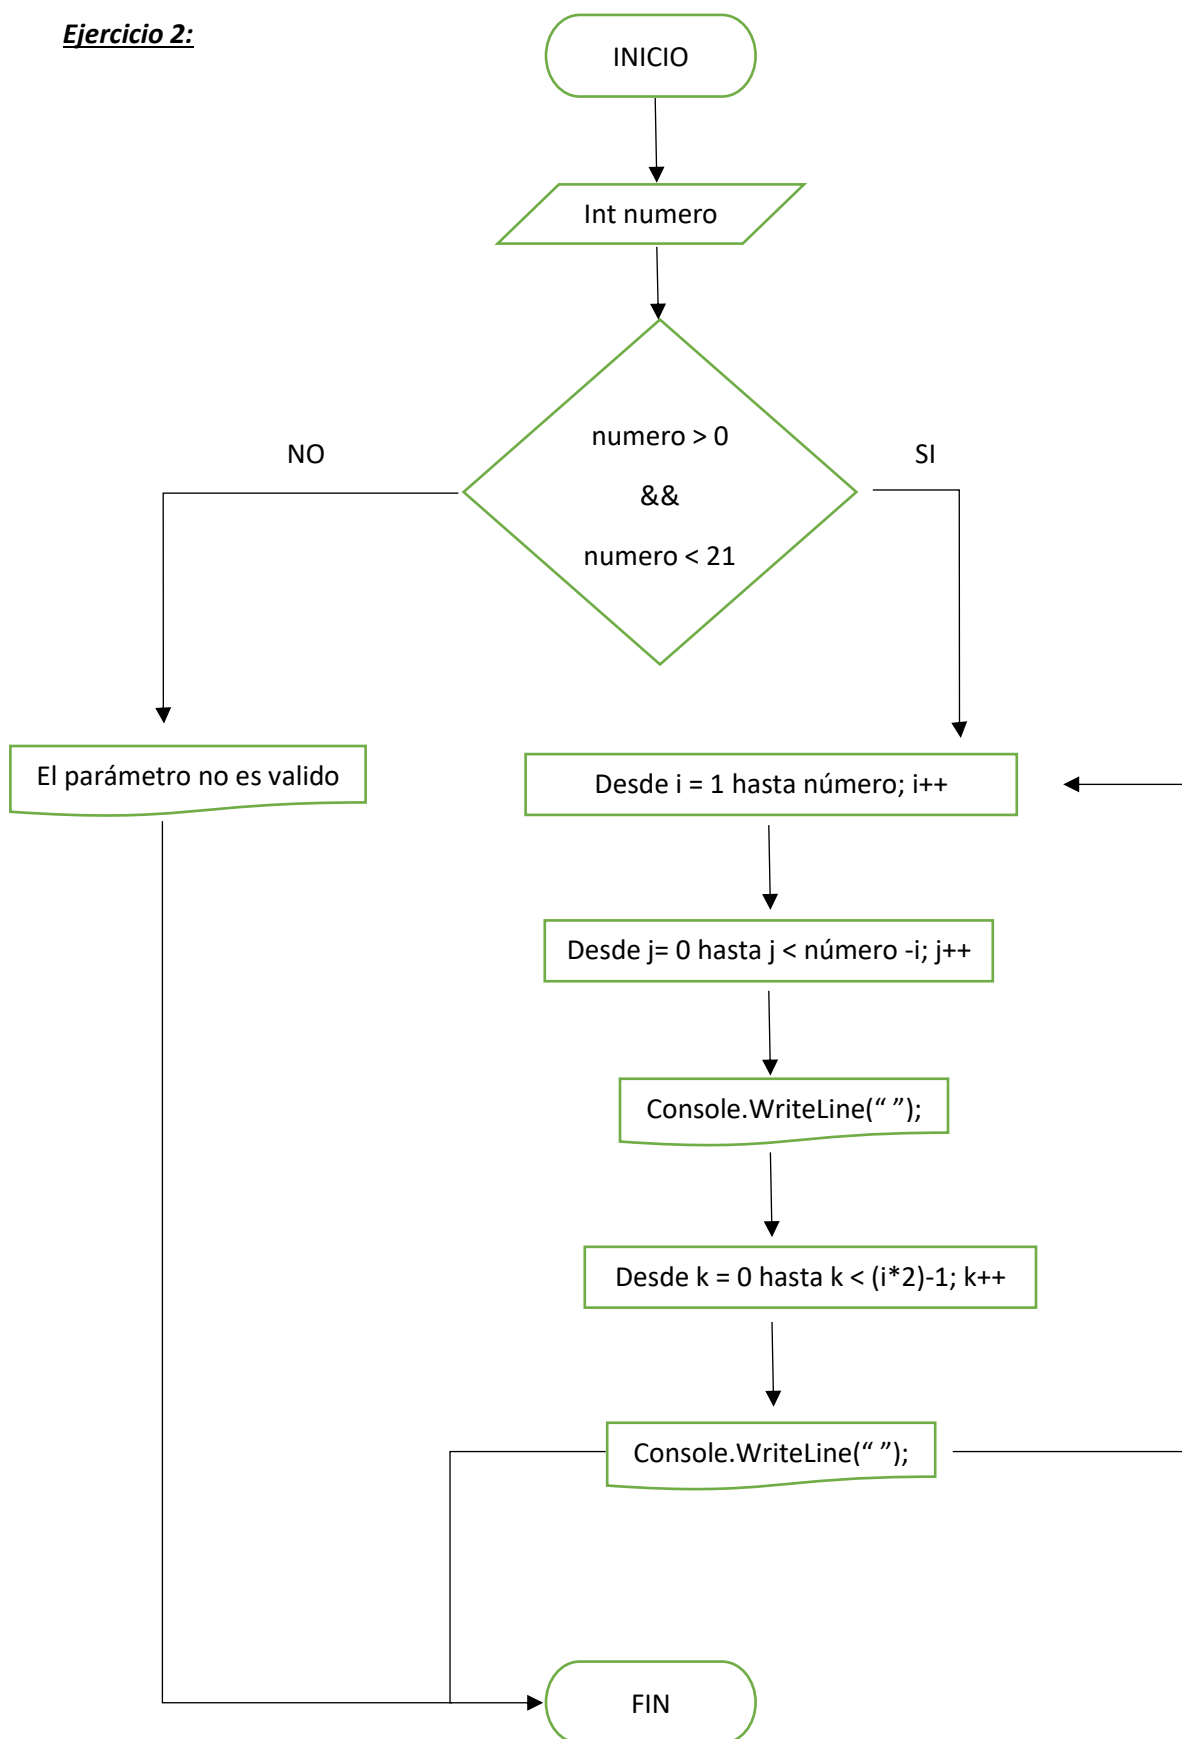 Ejercicio 2:
INICIO
Int numero
numero > 0
&&
numero < 21
NO
SI
El parámetro no es valido
Desde i = 1 hasta número; i++
Desde j= 0 hasta j < número -i; j++
Console.WriteLine(“ ”);
Desde k = 0 hasta k < (i*2)-1; k++
Console.WriteLine(“ ”);
FIN